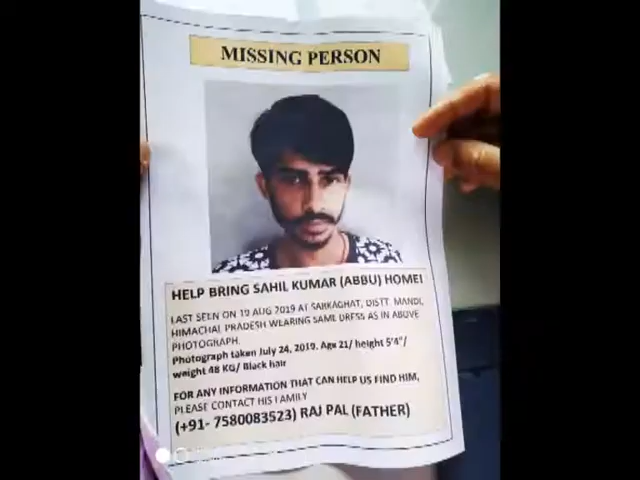 MISSING PERSON
HELP BRING SAHIL KUMAR (ABBU) HOME!
LAST SEEN ON 19 AUG 2019 AT SARKAGHAT, DISTT. MANDI,
HIMACHAL PRADESH WEARING SAME DRESS AS IN ABOVE
PHOTOGRAPH.
Photograph taken July 24, 2019. Age 21/ height 5'4"/
weight 48 KG/ Black hair
FOR ANY INFORMATION THAT CAN HELP US FIND HIM,
PLEASE CONTACT HIS FAMILY
(+91- 7580083523) RAJ PAL (FATHER)